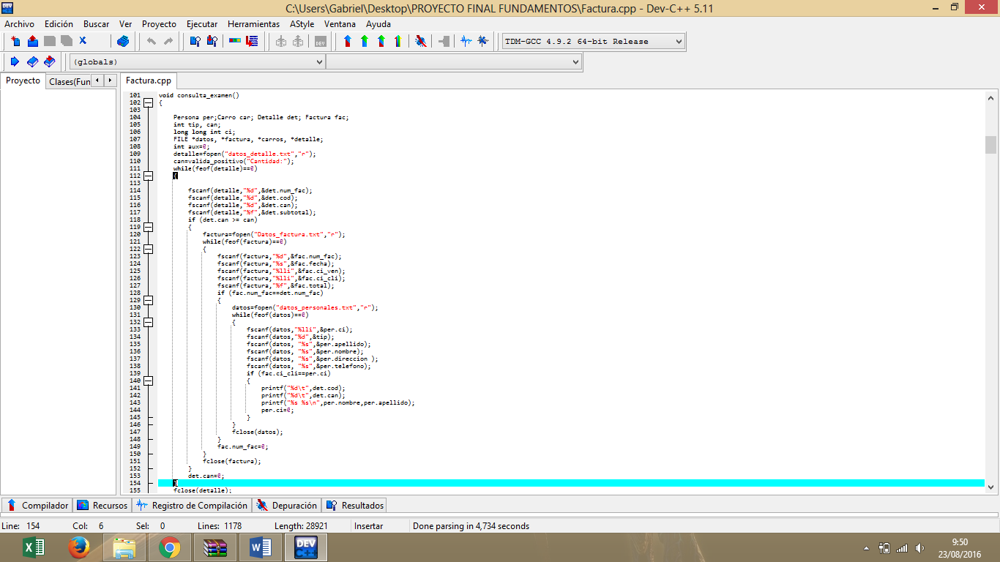 C:\Users\Gabriel\Desktop\PROYECTO FINAL FUNDAMENTOS\Factura.cpp - Dev-C++ 5.11
Archivo Edición Buscar Ver Proyecto Ejecutar Herramientas AStyle Ventana Ayuda
TDM-GCC 4.9.2 64-bit Release
(globals)
Proyecto Clases(Fun Factura.cpp
101 void consulta_examen()
102 {
103
104 Persona per;Carro car; Detalle det; Factura fac;
105 int tip, can;
106 long long int ci;
107 FILE *datos, *factura, *carros, *detalle;
108 int aux=0;
109 detalle=fopen("datos_detalle.txt","r");
110 can=valida_positivo("Cantidad:");
111 while(feof(detalle)==0)
112 {
113
114 fscanf(detalle,"%d",&det.num_fac);
115 fscanf(detalle,"%d",&det.cod);
116 fscanf(detalle,"%d",&det.can);
117 fscanf(detalle,"%f",&det.subtotal);
118 if (det.can >= can)
119 {
120 factura=fopen("Datos_factura.txt","r");
121 while(feof(factura)==0)
122 {
123 fscanf(factura,"%d",&fac.num_fac);
124 fscanf(factura,"%s",&fac.fecha);
125 fscanf(factura,"%lli",&fac.ci_ven);
126 fscanf(factura,"%lli",&fac.ci_cli);
127 fscanf(factura,"%f",&fac.total);
128 if (fac.num_fac==det.num_fac)
129 {
130 datos=fopen("datos_personales.txt","r");
131 while(feof(datos)==0)
132 {
133 fscanf(datos,"%lli",&per.ci);
134 fscanf(datos,"%d",&tip);
135 fscanf(datos, "%s",&per.apellido);
136 fscanf(datos, "%s",&per.nombre);
137 fscanf(datos, "%s",&per.direccion );
138 fscanf(datos, "%s",&per.telefono);
139 if (fac.ci_cli==per.ci)
140 {
141 printf("%d\t",det.cod);
142 printf("%d\t",det.can);
143 printf("%s %s\n",per.nombre,per.apellido);
144 per.ci=0;
145 }
146 }
147 fclose(datos);
148 }
149 fac.num_fac=0;
150 }
151 fclose(factura);
152 }
153 det.can=0;
154 }
155 fclose(detalle);
Compilador Recursos Registro de Compilación Depuración Resultados
Line: 154 Col: 6 Sel: 0 Lines: 1178 Length: 28921 Insertar Done parsing in 4,734 seconds
DEV C++
9:50
23/08/2016